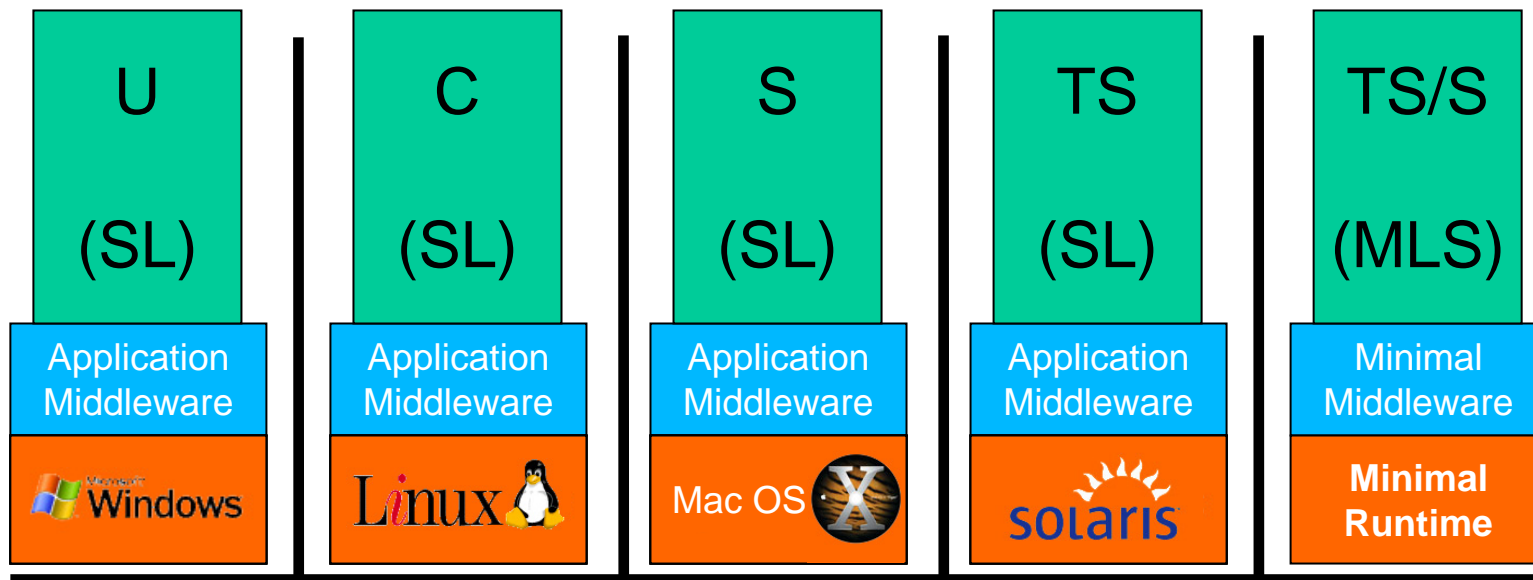 U
(SL)
Application
Middleware
Microsoft
Windows
C
(SL)
Application
Middleware
Linux
S
(SL)
Application
Middleware
Mac OS X
TS
(SL)
Application
Middleware
solaris
TS/S
(MLS)
Minimal
Middleware
Minimal
Runtime